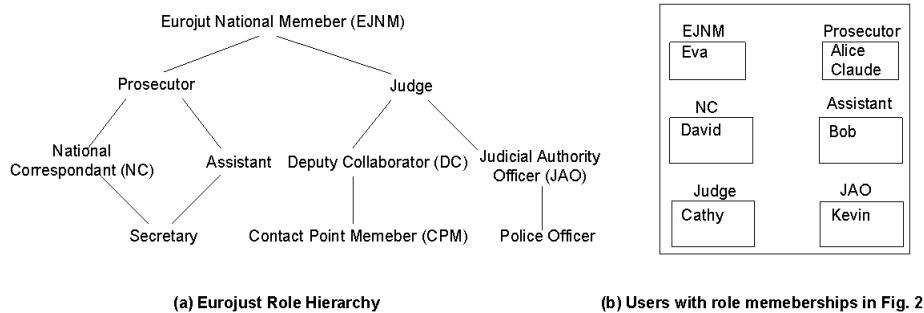 Eurojut National Memeber (EJNM)
Prosecutor
Judge
National
Correspondant (NC)
Assistant
Deputy Collaborator (DC)
Judicial Authority
Officer (JAO)
Secretary
Contact Point Memeber (CPM)
Police Officer
(a) Eurojust Role Hierarchy
EJNM
Eva
Prosecutor
Alice
Claude
NC
David
Assistant
Bob
Judge
Cathy
JAO
Kevin
(b) Users with role memeberships in Fig. 2